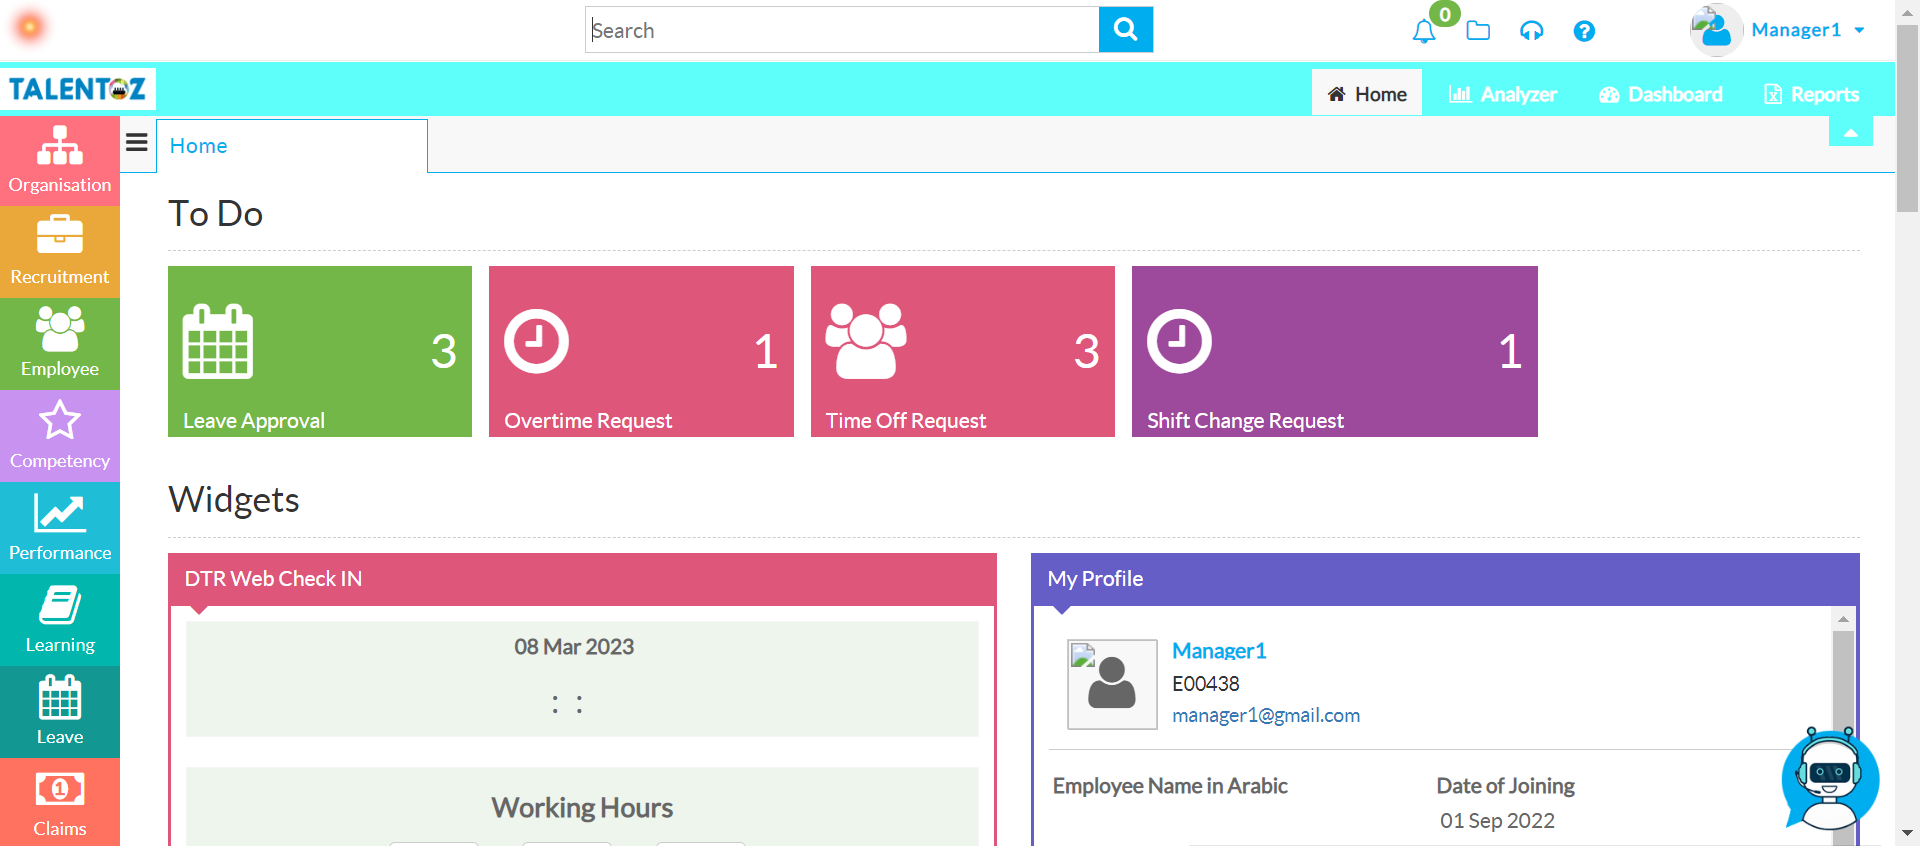 Search
0
Manager1
TALENTOZ
Home
Analyzer
Dashboard
Reports
Home
Organisation
Recruitment
Employee
Competency
Performance
Learning
Leave
1
Claims
To Do
3
Leave Approval
1
Overtime Request
3
Time Off Request
1
Shift Change Request
Widgets
DTR Web Check IN
08 Mar 2023
: :
Working Hours
My Profile
Manager1
E00438
manager1@gmail.com
Employee Name in Arabic
Date of Joining
01 Sep 2022